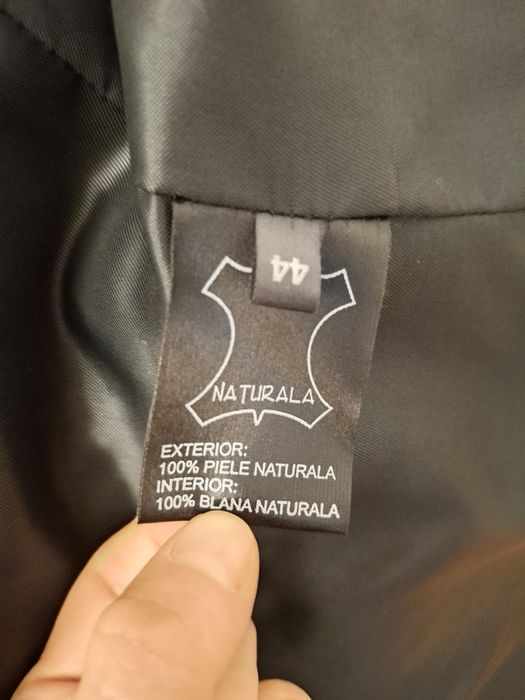 44
NATURALA
EXTERIOR:
100% PIELE NATURALA
INTERIOR:
100% BLANA NATURALA